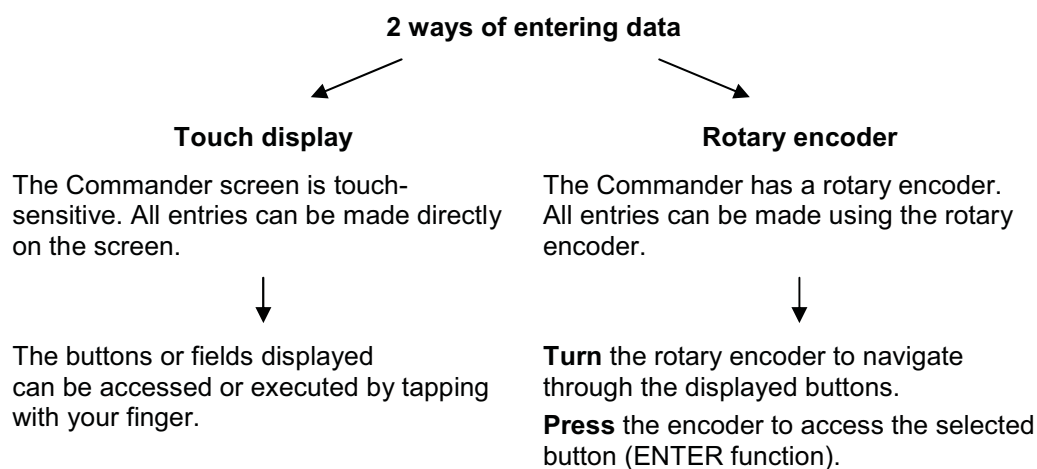 2 ways of entering data
Touch display
The Commander screen is touch-
sensitive. All entries can be made directly
on the screen.
The buttons or fields displayed
can be accessed or executed by tapping
with your finger.
Rotary encoder
The Commander has a rotary encoder.
All entries can be made using the rotary
encoder.
Turn the rotary encoder to navigate
through the displayed buttons.
Press the encoder to access the selected
button (ENTER function).